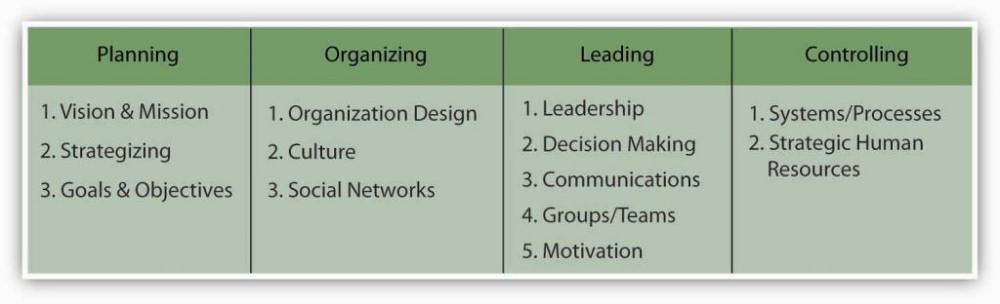 Planning
1. Vision & Mission
2. Strategizing
3. Goals & Objectives
Organizing
1. Organization Design
2. Culture
3. Social Networks
Leading
1. Leadership
2. Decision Making
3. Communications
4. Groups/Teams
5. Motivation
Controlling
1. Systems/Processes
2. Strategic Human
Resources